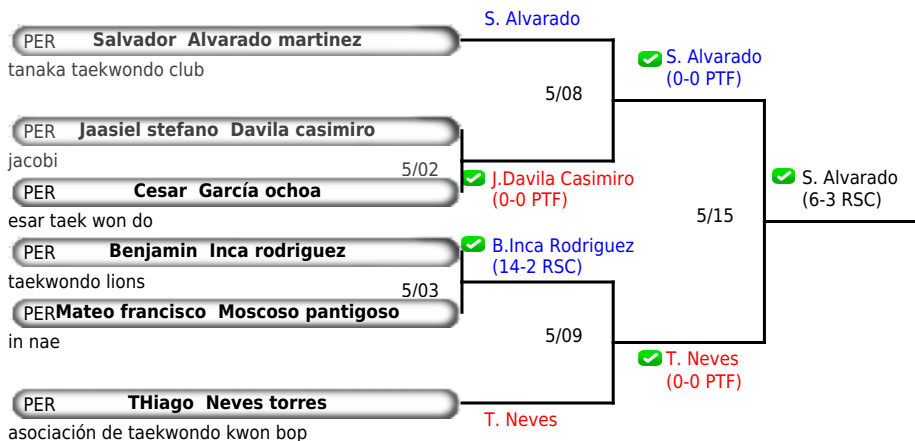 S. Alvarado
PER Salvador Alvarado martinez
tanaka taekwondo club
S. Alvarado
(0-0 PTF)
5/08
PER Jaasiel stefano Davila casimiro
jacobi
5/02
J.Davila Casimiro
(0-0 PTF)
S. Alvarado
(6-3 RSC)
PER Cesar García ochoa
esar taek won do
5/15
PER Benjamin Inca rodriguez
taekwondo lions
B.Inca Rodriguez
(14-2 RSC)
5/03
PER Mateo francisco Moscoso pantigoso
in nae
5/09
T. Neves
(0-0 PTF)
PER THiago Neves torres
asociación de taekwondo kwon bop
T. Neves